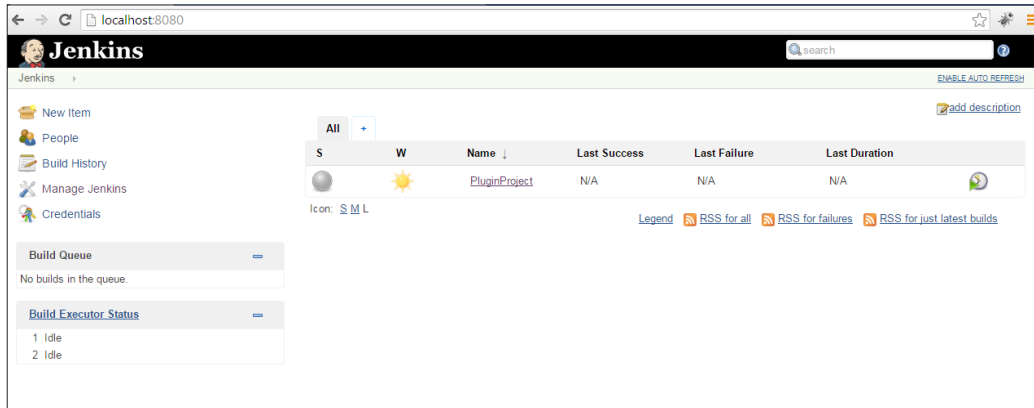 localhost:8080
Jenkins
search
Jenkins
ENABLE AUTO REFRESH
New Item
People
Build History
Manage Jenkins
Credentials
Build Queue
No builds in the queue.
Build Executor Status
1 Idle
2 Idle
add description
All +
S W Name ↓ Last Success Last Failure Last Duration
PluginProject N/A N/A N/A
Icon: S M L
Legend RSS for all RSS for failures RSS for just latest builds